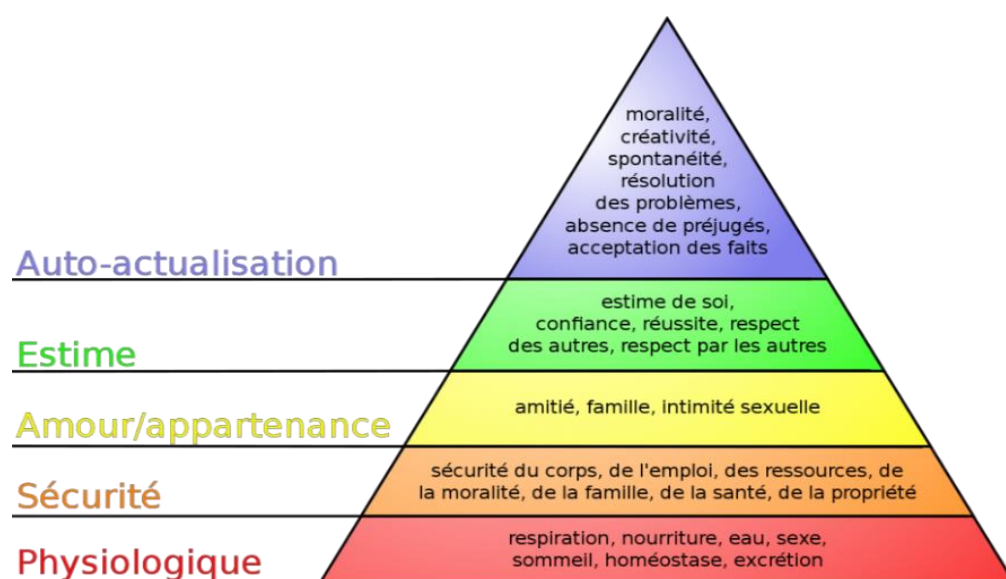 moralité,
créativité,
spontanéité,
résolution
des problèmes,
absence de préjugés,
acceptation des faits
Auto-actualisation
estime de soi,
confiance, réussite, respect
des autres, respect par les autres
Estime
amitié, famille, intimité sexuelle
Amour/appartenance
sécurité du corps, de l'emploi, des ressources, de
la moralité, de la famille, de la santé, de la propriété
Sécurité
respiration, nourriture, eau, sexe,
sommeil, homéostase, excrétion
Physiologique